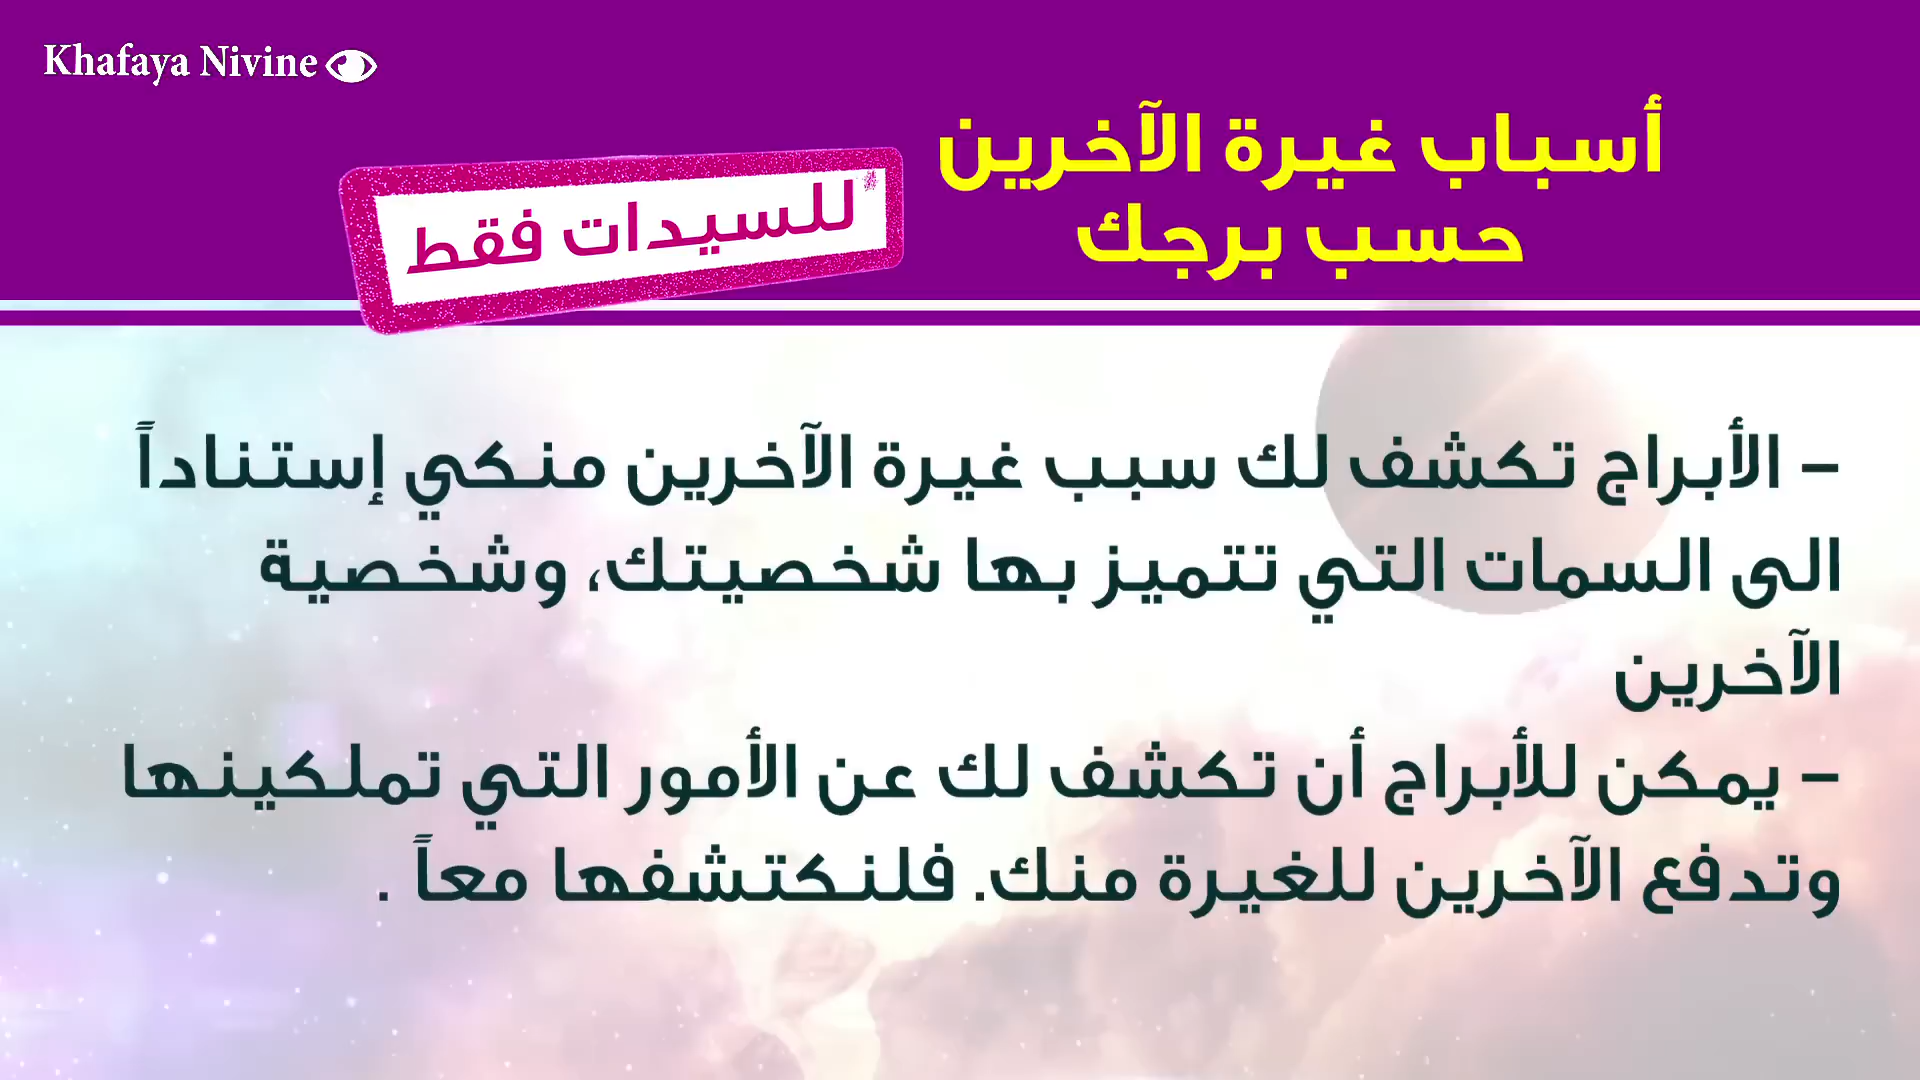 Khafaya Nivine
أسباب غيرة الآخرين
حسب برجك
للسيدات فقط
– الأبراج تكشف لك سبب غيرة الآخرين منكي إستناداً
الى السمات التي تتميز بها شخصيتك، وشخصية
الآخرين
– يمكن للأبراج أن تكشف لك عن الأمور التي تملكينها
وتدفع الآخرين للغيرة منك. فلنكتشفها معاً .